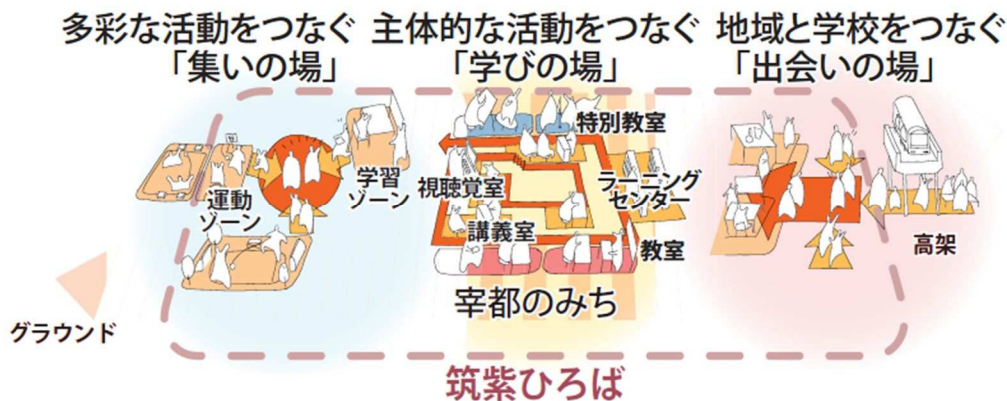 多彩な活動をつなぐ
「集いの場」
主体的な活動をつなぐ
「学びの場」
地域と学校をつなぐ
「出会いの場」
運動
ゾーン
学習
ゾーン
特別教室
視聴覚室
ラーニング
センター
講義室
教室
高架
グラウンド
宰都のみち
筑紫ひろば